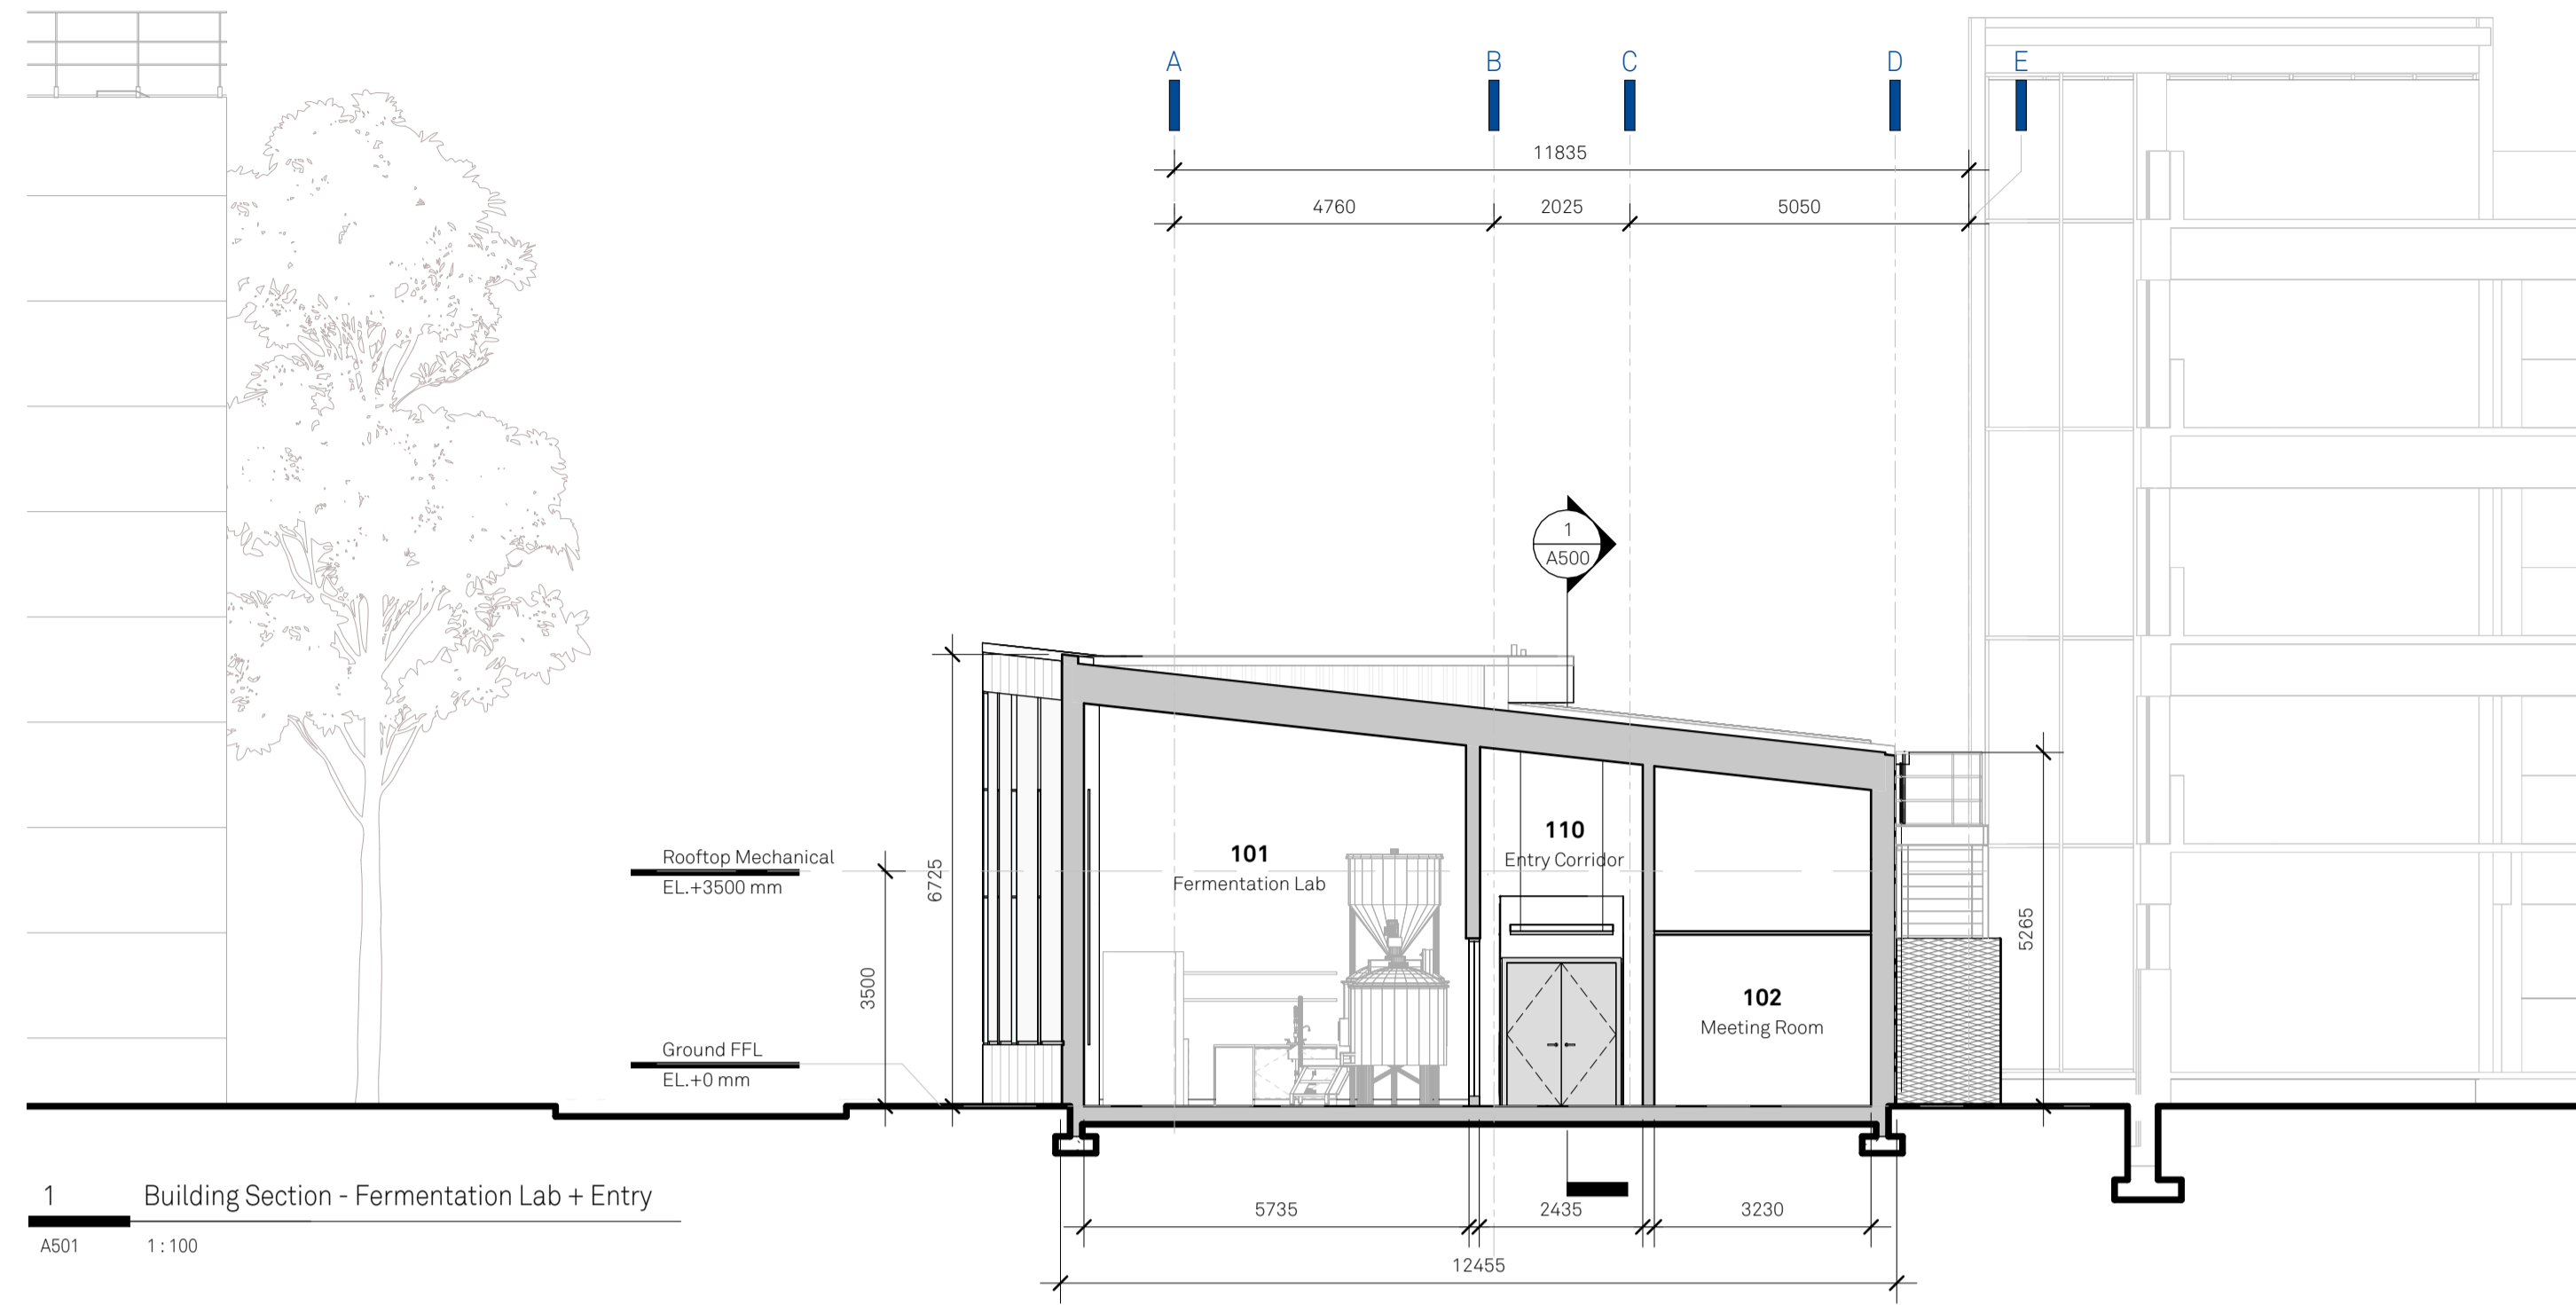 A
B
C
D
E
11835
4760
2025
5050
1
A500
6725
Rooftop Mechanical
EL.+3500 mm
3500
Ground FFL
EL.+0 mm
101
Fermentation Lab
110
Entry Corridor
102
Meeting Room
5265
5735
2435
3230
12455
1
Building Section - Fermentation Lab + Entry
A501
1 : 100